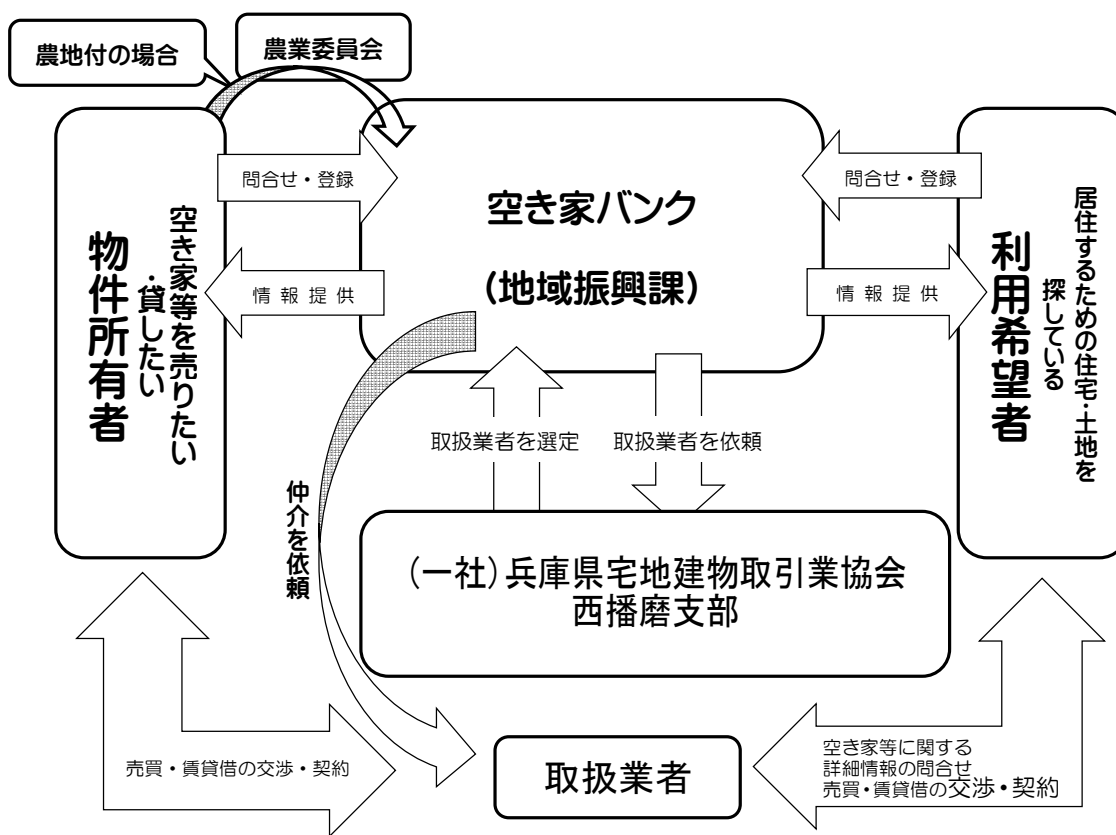 農地付の場合
農業委員会
物件所有者
空き家等を売りたい
・貸したい
問合せ・登録
情報提供
空き家バンク
(地域振興課)
問合せ・登録
情報提供
利用希望者
居住するための住宅・土地を
探している
取扱業者を選定
取扱業者を依頼
仲介を依頼
(一社)兵庫県宅地建物取引業協会
西播磨支部
売買・賃貸借の交渉・契約
取扱業者
空き家等に関する
詳細情報の問合せ
売買・賃貸借の交渉・契約